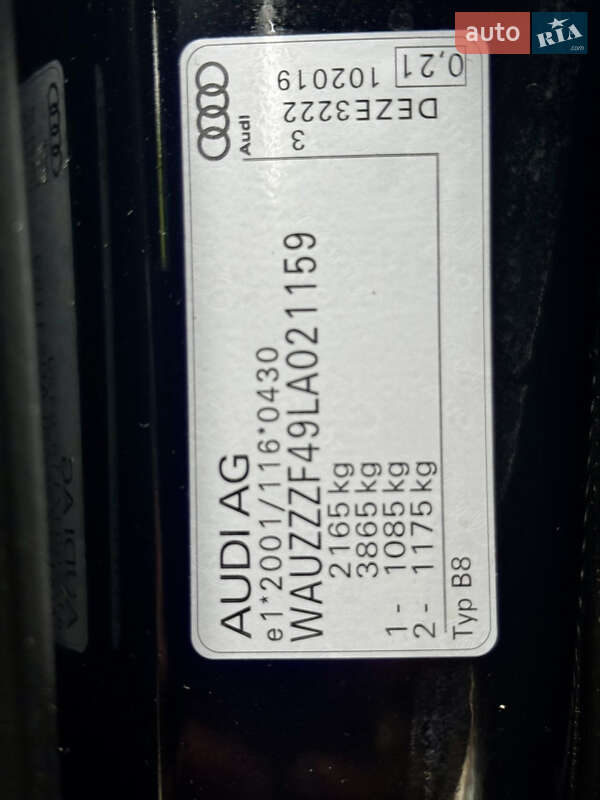 auto RIA.com
AUDI AG
e1*2001/116*0430
WAUZZZF49LA021159
2165 kg
3865 kg
1 - 1085 kg
2 - 1175 kg
Typ B8
Audi
3
DEZE3222
102019
0,21